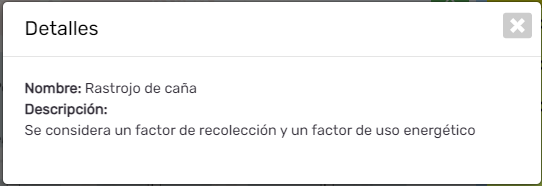 Detalles
Nombre: Rastrojo de caña
Descripción:
Se considera un factor de recolección y un factor de uso energético